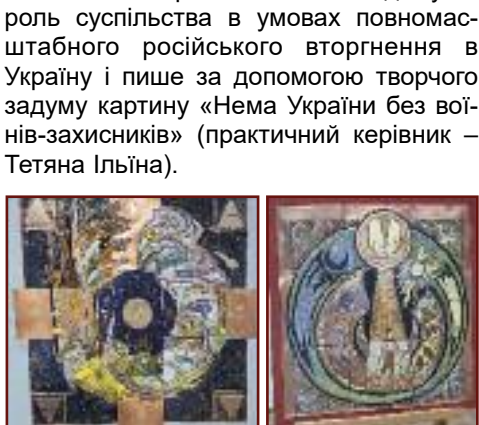 роль суспільства в умовах повномас-
штабного російського вторгнення в
Україну і пише за допомогою творчого
задуму картину «Нема України без вої-
нів-захисників» (практичний керівник –
Тетяна Ільїна).